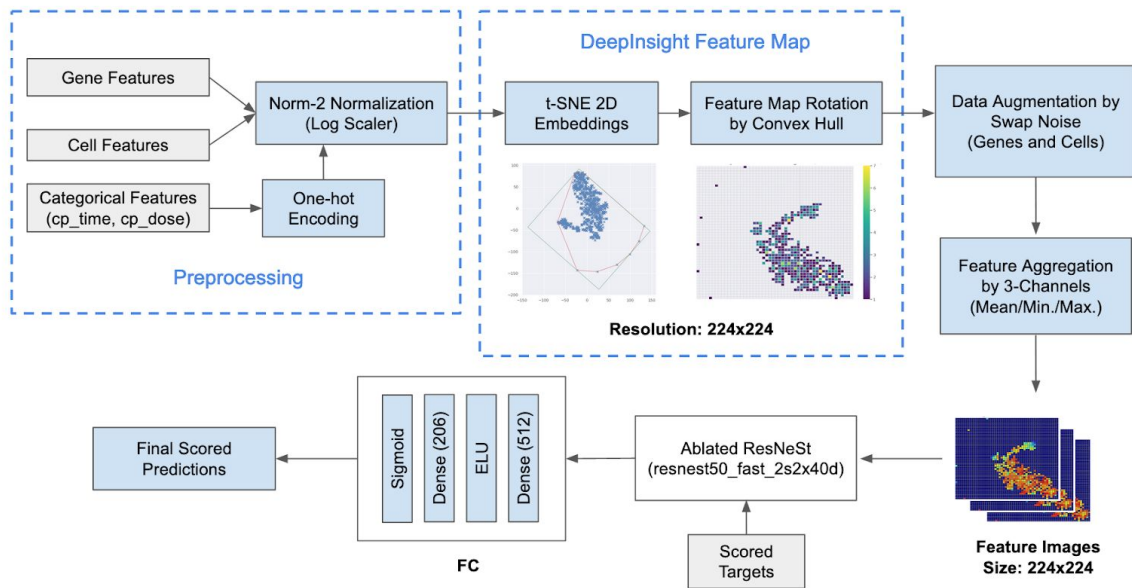 DeepInsight Feature Map
Gene Features
Cell Features
Categorical Features
(cp_time, cp_dose)
Norm-2 Normalization
(Log Scaler)
One-hot
Encoding
Preprocessing
t-SNE 2D
Embeddings
Feature Map Rotation
by Convex Hull
Resolution: 224x224
Data Augmentation by
Swap Noise
(Genes and Cells)
Feature Aggregation
by 3-Channels
(Mean/Min./Max.)
Feature Images
Size: 224x224
Ablated ResNeSt
(resnest50_fast_2s2x40d)
Scored
Targets
Sigmoid
Dense (206)
ELU
Dense (512)
FC
Final Scored
Predictions